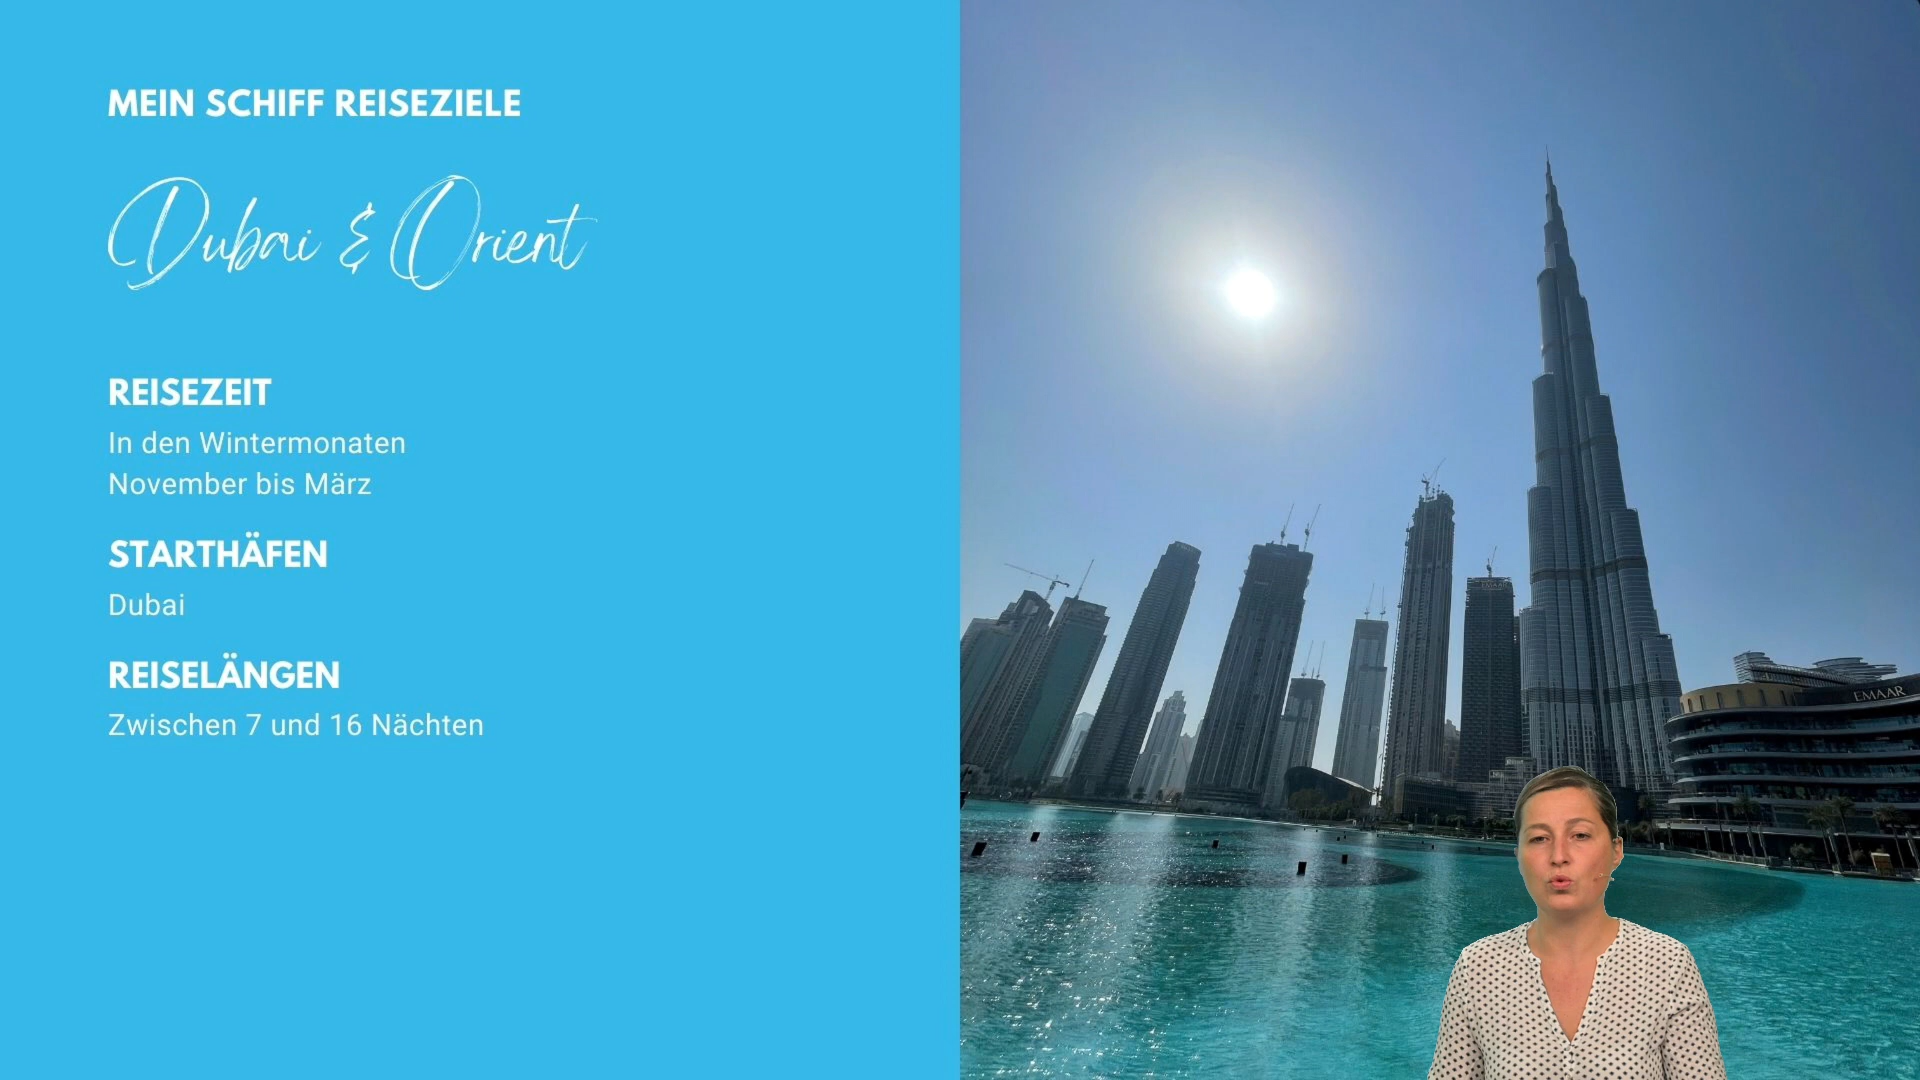 MEIN SCHIFF REISEZIELE
Dubai & Orient
REISEZEIT
In den Wintermonaten
November bis März
STARTHÄFEN
Dubai
REISELÄNGEN
Zwischen 7 und 16 Nächten
EMAAR